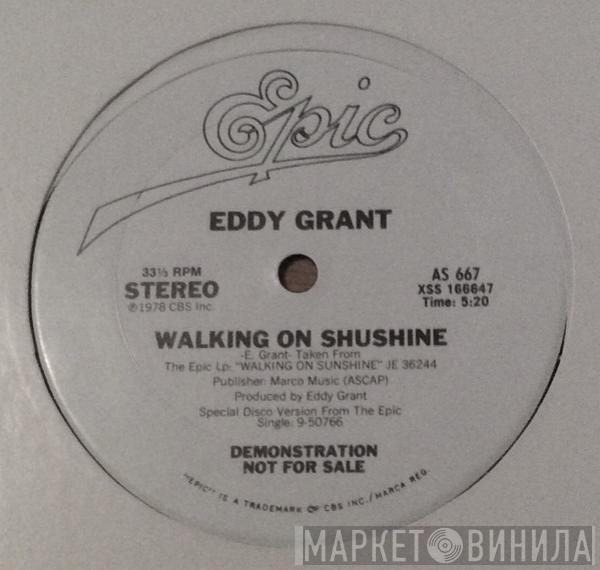 Epic
EDDY GRANT
33⅓ RPM
STEREO
℗1978 CBS Inc.
AS 667
XSS 166647
Time: 5:20
WALKING ON SHUSHINE
-E. Grant- Taken From
The Epic Lp: "WALKING ON SUNSHINE" JE 36244
Publisher: Marco Music (ASCAP)
Produced by Eddy Grant
Special Disco Version From The Epic
Single: 9-50766
DEMONSTRATION
NOT FOR SALE
"EPIC" IS A TRADEMARK OF CBS INC./MARCA REG.
МАРКЕТ ВИНИЛА